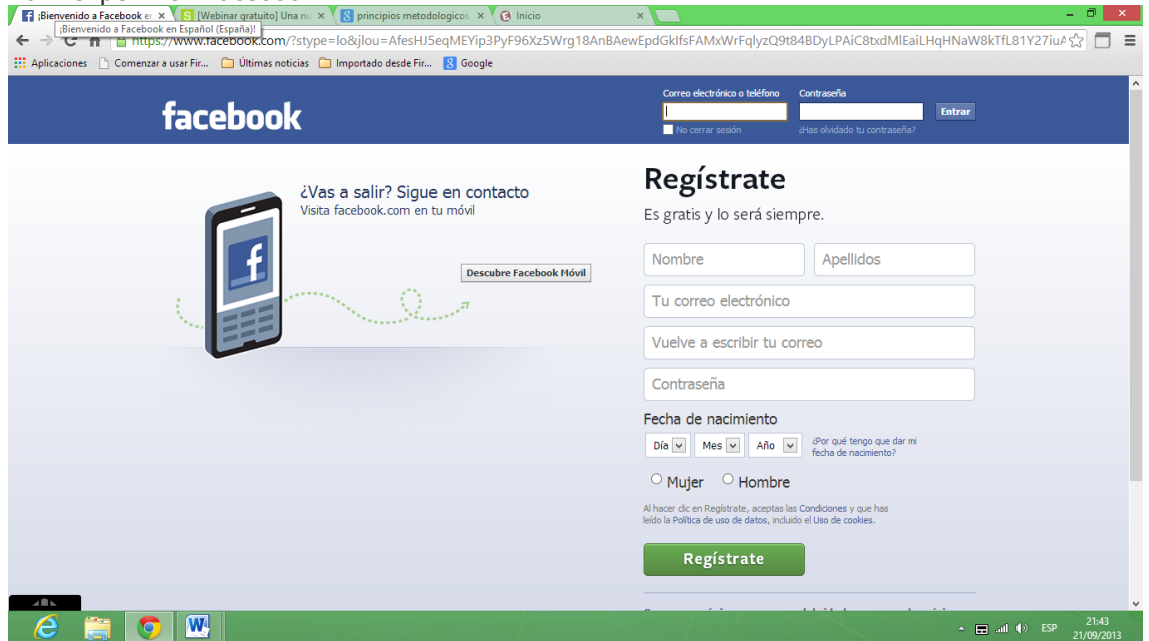 ¡Bienvenido a Facebook en
[Webinar gratuito] Una nu
principios metodologicos
Inicio
¡Bienvenido a Facebook en Español (España)!
https://www.facebook.com/?stype=lo&jlou=AfesHJ5eqMEYip3PyF96Xz5Wrg18AnBAewEpdGkIfsFAMxWrFqlyzQ9t84BDyLPAiC8txdMlEaiLHqHNaW8kTfL81Y27iuA
Aplicaciones
Comenzar a usar Fir...
Últimas noticias
Importado desde Fir...
Google
facebook
Correo electrónico o teléfono
Contraseña
Entrar
No cerrar sesión
¿Has olvidado tu contraseña?
¿Vas a salir? Sigue en contacto
Visita facebook.com en tu móvil
Descubre Facebook Móvil
Regístrate
Es gratis y lo será siempre.
Nombre
Apellidos
Tu correo electrónico
Vuelve a escribir tu correo
Contraseña
Fecha de nacimiento
Día
Mes
Año
¿Por qué tengo que dar mi
fecha de nacimiento?
Mujer
Hombre
Al hacer clic en Regístrate, aceptas las Condiciones y que has
leído la Política de uso de datos, incluido el Uso de cookies.
Regístrate
ESP
21:43
21/09/2013